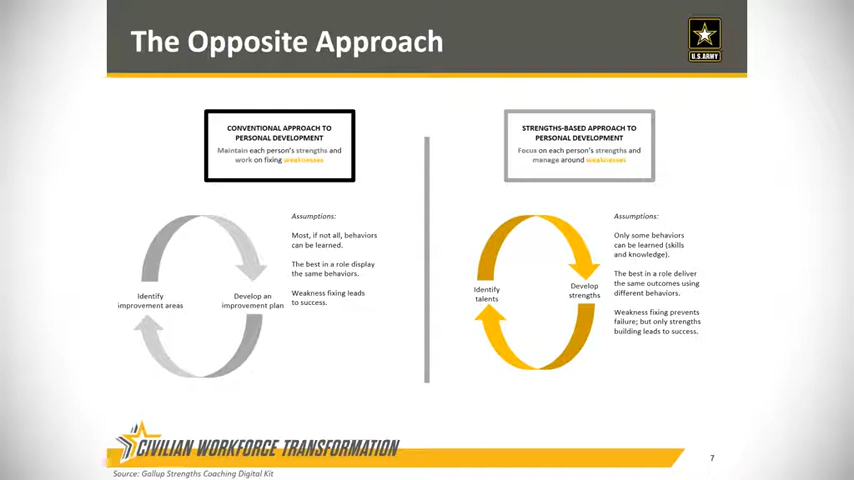 The Opposite Approach
U.S.ARMY
CONVENTIONAL APPROACH TO
PERSONAL DEVELOPMENT
Maintain each person's strengths and
work on fixing weaknesses
Assumptions:
Most, if not all, behaviors
can be learned.
The best in a role display
the same behaviors.
Weakness fixing leads
to success.
Identify
improvement areas
Develop an
improvement plan
STRENGTHS-BASED APPROACH TO
PERSONAL DEVELOPMENT
Focus on each person's strengths and
manage around weaknesses
Assumptions:
Only some behaviors
can be learned (skills
and knowledge).
The best in a role deliver
the same outcomes using
different behaviors.
Weakness fixing prevents
failure; but only strengths
building leads to success.
Identify
talents
Develop
strengths
CIVILIAN WORKFORCE TRANSFORMATION
7
Source: Gallup Strengths Coaching Digital Kit